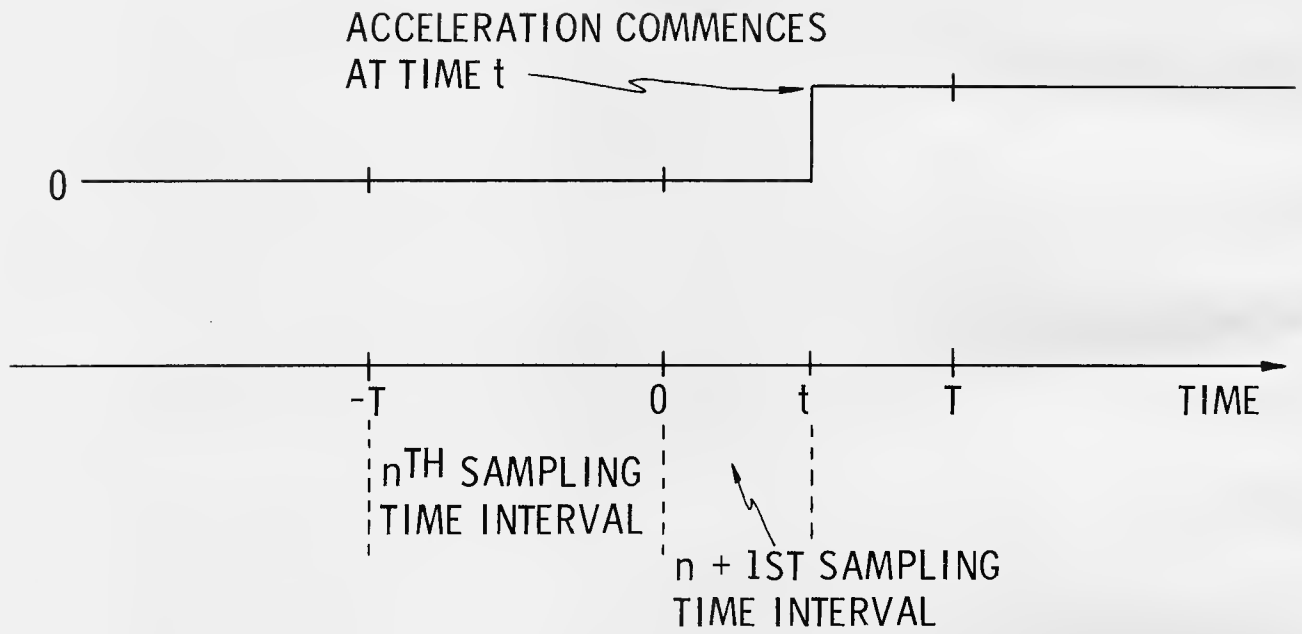 ACCELERATION COMMENCES
AT TIME t
0
-T 0 t T TIME
nTH SAMPLING
TIME INTERVAL
n + 1ST SAMPLING
TIME INTERVAL